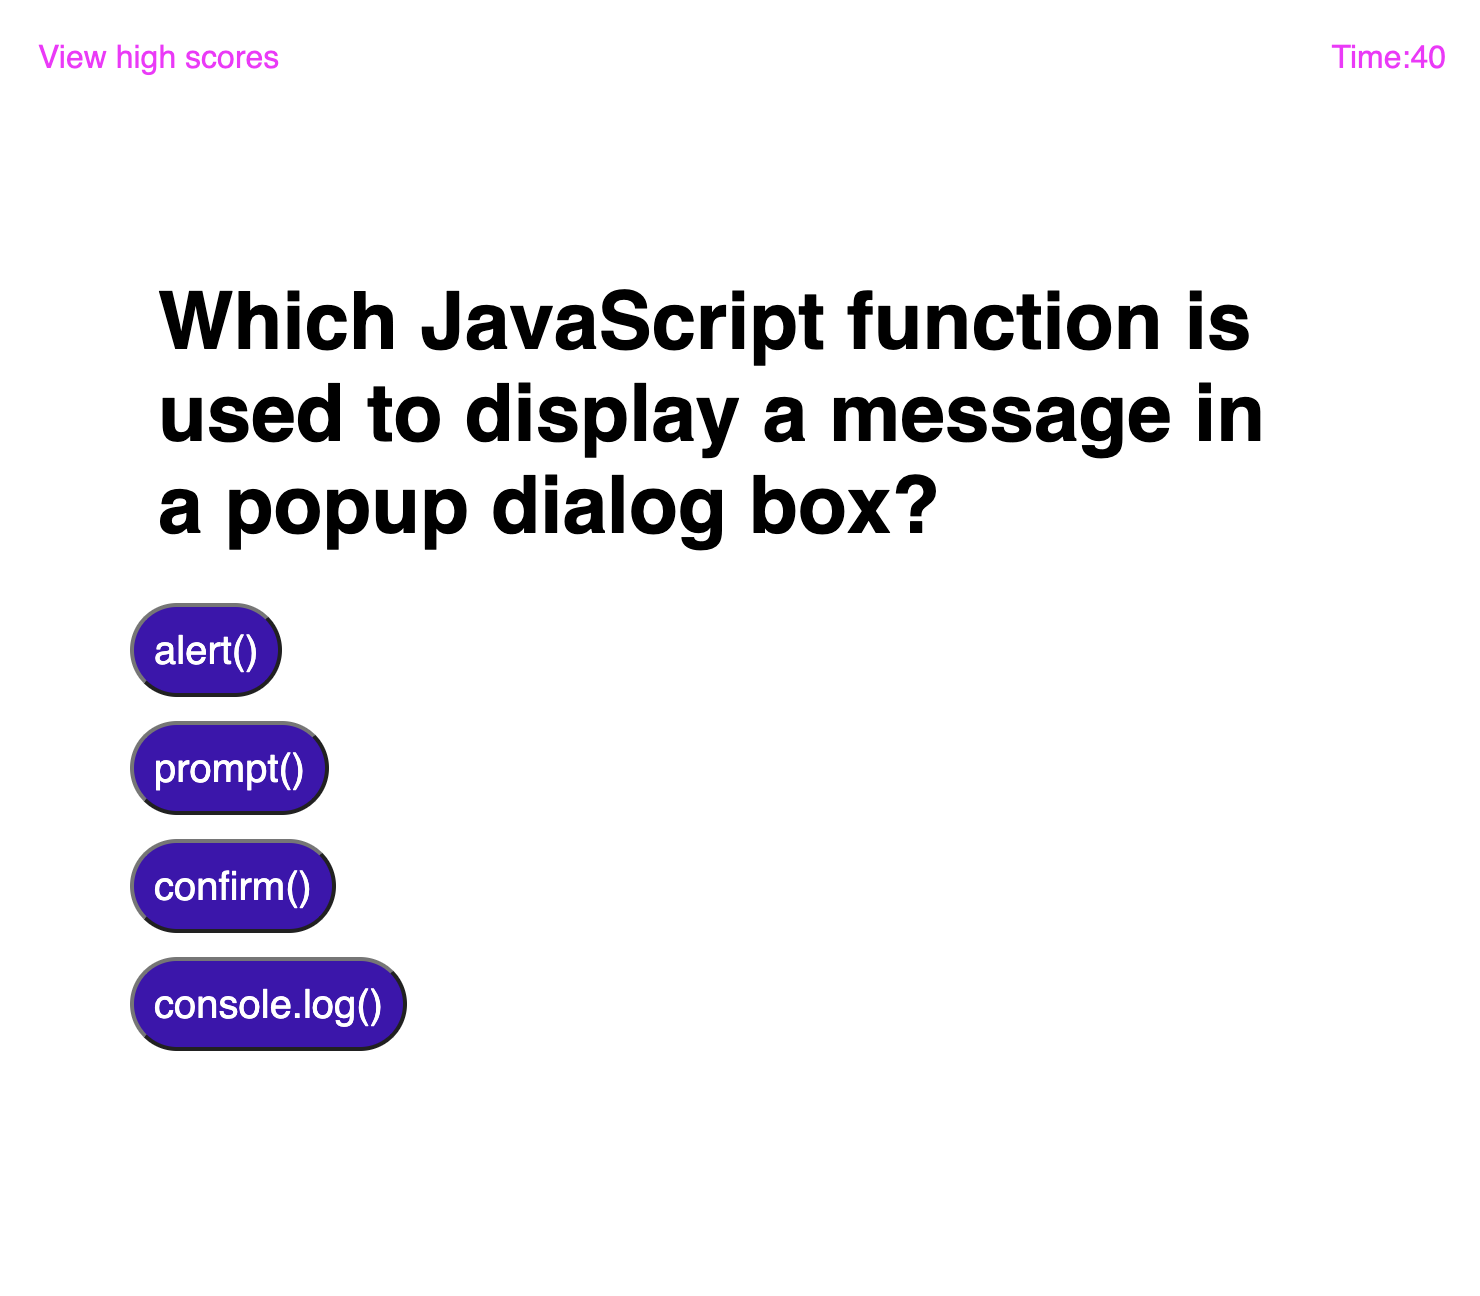 View high scores
Time:40
Which JavaScript function is
used to display a message in
a popup dialog box?
alert()
prompt()
confirm()
console.log()